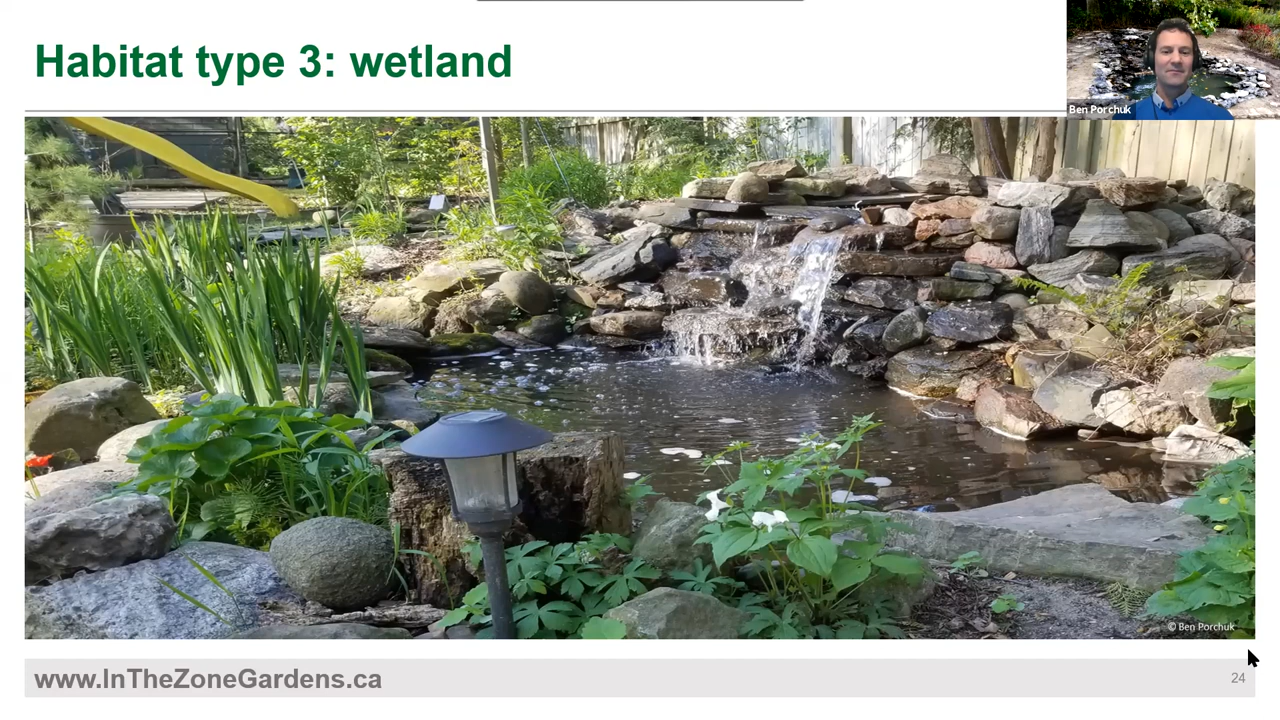 Habitat type 3: wetland
Ben Porchuk
© Ben Porchuk
www.InTheZoneGardens.ca
24